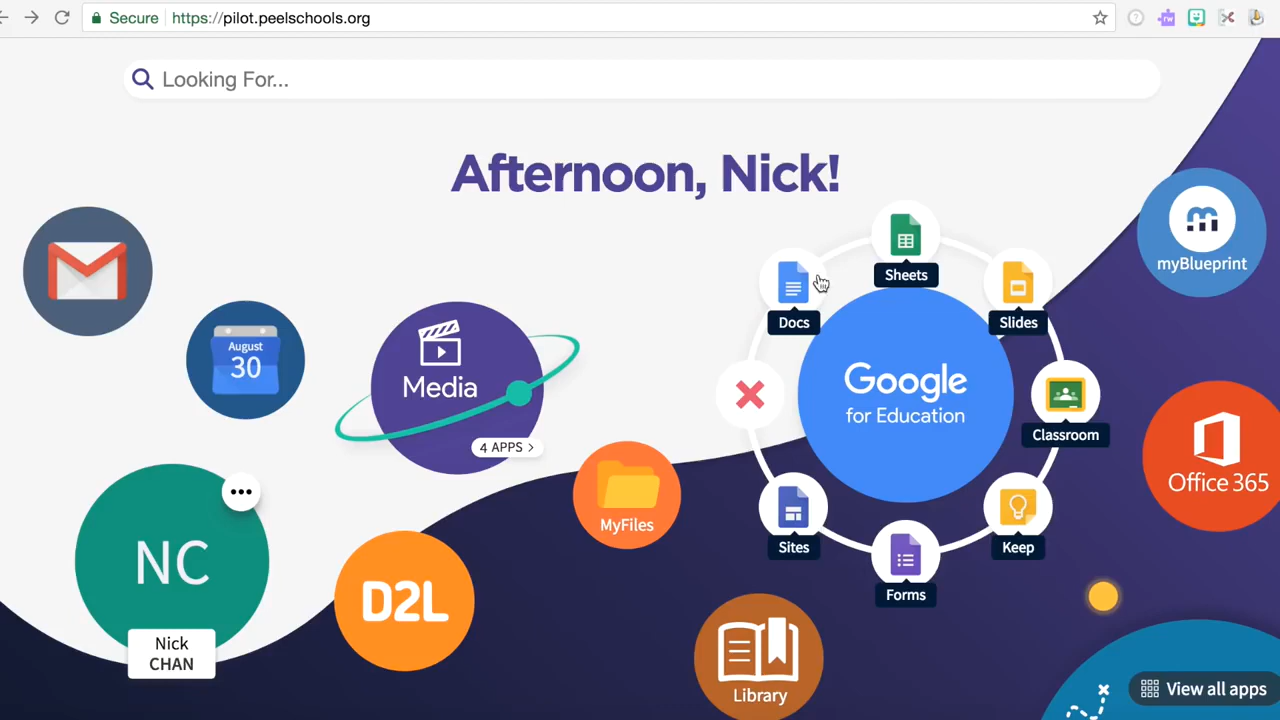 Secure
https://pilot.peelschools.org
Looking For...
Afternoon, Nick!
Sheets
Docs
Slides
myBlueprint
August
30
Media
4 APPS >
Google
for Education
Classroom
Office 365
MyFiles
Sites
Keep
Forms
NC
Nick
CHAN
D2L
Library
View all apps